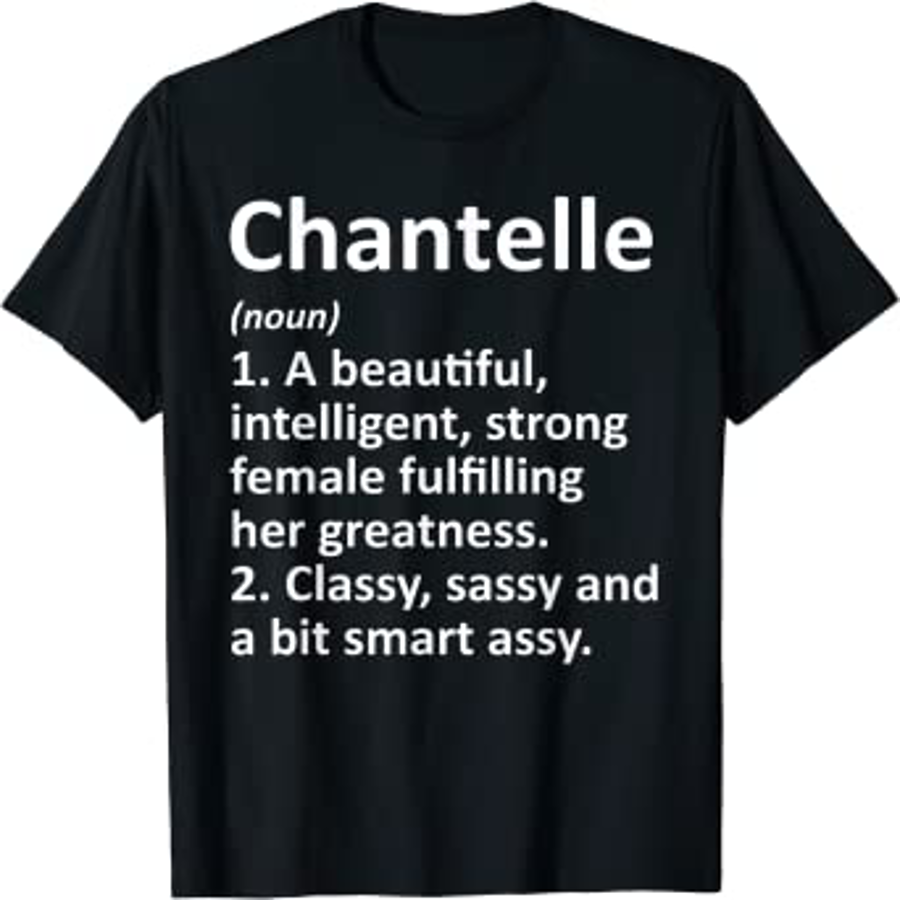 Chantelle
(noun)
1. A beautiful,
intelligent, strong
female fulfilling
her greatness.
2. Classy, sassy and
a bit smart assy.